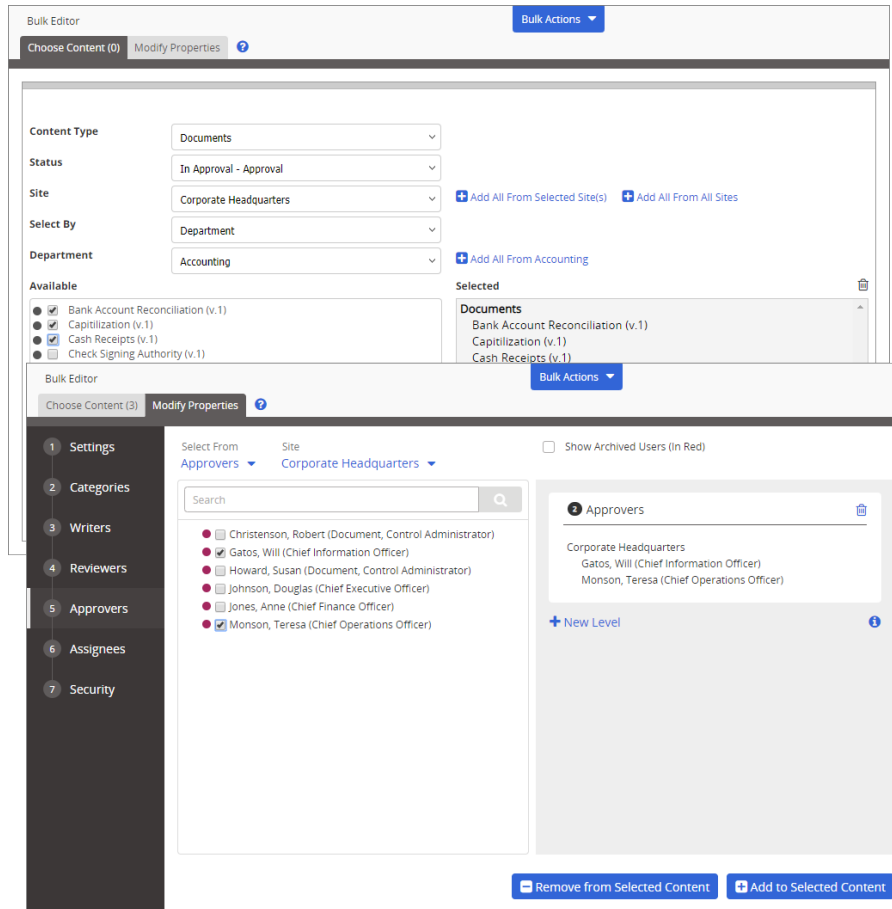 Bulk Editor
Bulk Actions
Choose Content (0) Modify Properties ?
Content Type Documents
Status In Approval - Approval
Site Corporate Headquarters Add All From Selected Site(s) Add All From All Sites
Select By Department
Department Accounting Add All From Accounting
Available Selected
Bank Account Reconciliation (v.1)
Capitilization (v.1)
Cash Receipts (v.1)
Check Signing Authority (v.1)
Documents
Bank Account Reconciliation (v.1)
Capitilization (v.1)
Cash Receipts (v.1)
Bulk Editor
Bulk Actions
Choose Content (3) Modify Properties ?
1 Settings
2 Categories
3 Writers
4 Reviewers
5 Approvers
6 Assignees
7 Security
Select From Site
Approvers Corporate Headquarters
Show Archived Users (In Red)
Search
Christenson, Robert (Document, Control Administrator)
Gatos, Will (Chief Information Officer)
Howard, Susan (Document, Control Administrator)
Johnson, Douglas (Chief Executive Officer)
Jones, Anne (Chief Finance Officer)
Monson, Teresa (Chief Operations Officer)
2 Approvers
Corporate Headquarters
Gatos, Will (Chief Information Officer)
Monson, Teresa (Chief Operations Officer)
New Level
Remove from Selected Content Add to Selected Content